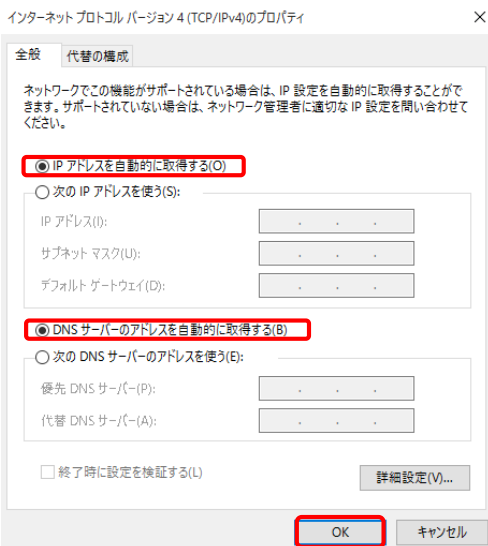 インターネット プロトコル バージョン 4 (TCP/IPv4)のプロパティ
全般
代替の構成
ネットワークでこの機能がサポートされている場合は、IP 設定を自動的に取得することがで
きます。サポートされていない場合は、ネットワーク管理者に適切な IP 設定を問い合わせて
ください。
IP アドレスを自動的に取得する(O)
次の IP アドレスを使う(S):
IP アドレス(I):
サブネット マスク(U):
デフォルト ゲートウェイ(D):
DNS サーバーのアドレスを自動的に取得する(B)
次の DNS サーバーのアドレスを使う(E):
優先 DNS サーバー(P):
代替 DNS サーバー(A):
終了時に設定を検証する(L)
詳細設定(V)...
OK
キャンセル